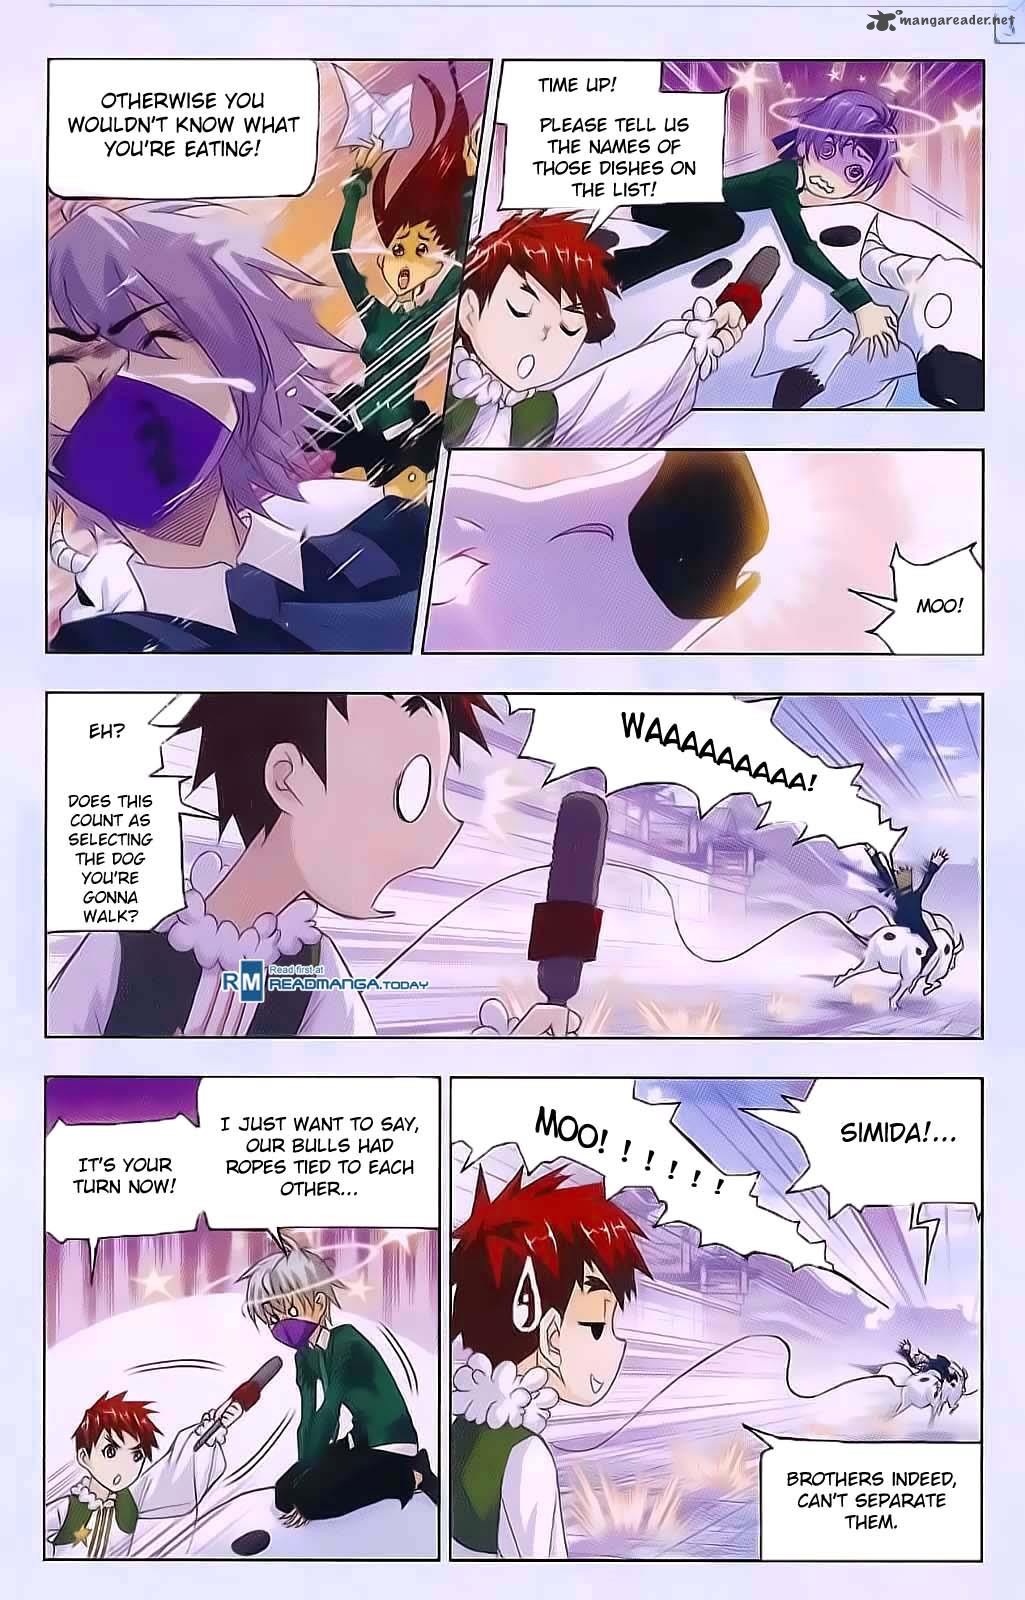 mangareader.net
3
OTHERWISE YOU
WOULDN'T KNOW WHAT
YOU'RE EATING!
TIME UP!
PLEASE TELL US
THE NAMES OF
THOSE DISHES ON
THE LIST!
MOO!
EH?
DOES THIS
COUNT AS
SELECTING
THE DOG
YOU'RE
GONNA
WALK?
WAAAAAAAAA!
RM Read first at
READMANGA.TODAY
IT'S YOUR
TURN NOW!
I JUST WANT TO SAY,
OUR BULLS HAD
ROPES TIED TO EACH
OTHER...
MOO!!!!!!
SIMIDA!...
BROTHERS INDEED,
CAN'T SEPARATE
THEM.